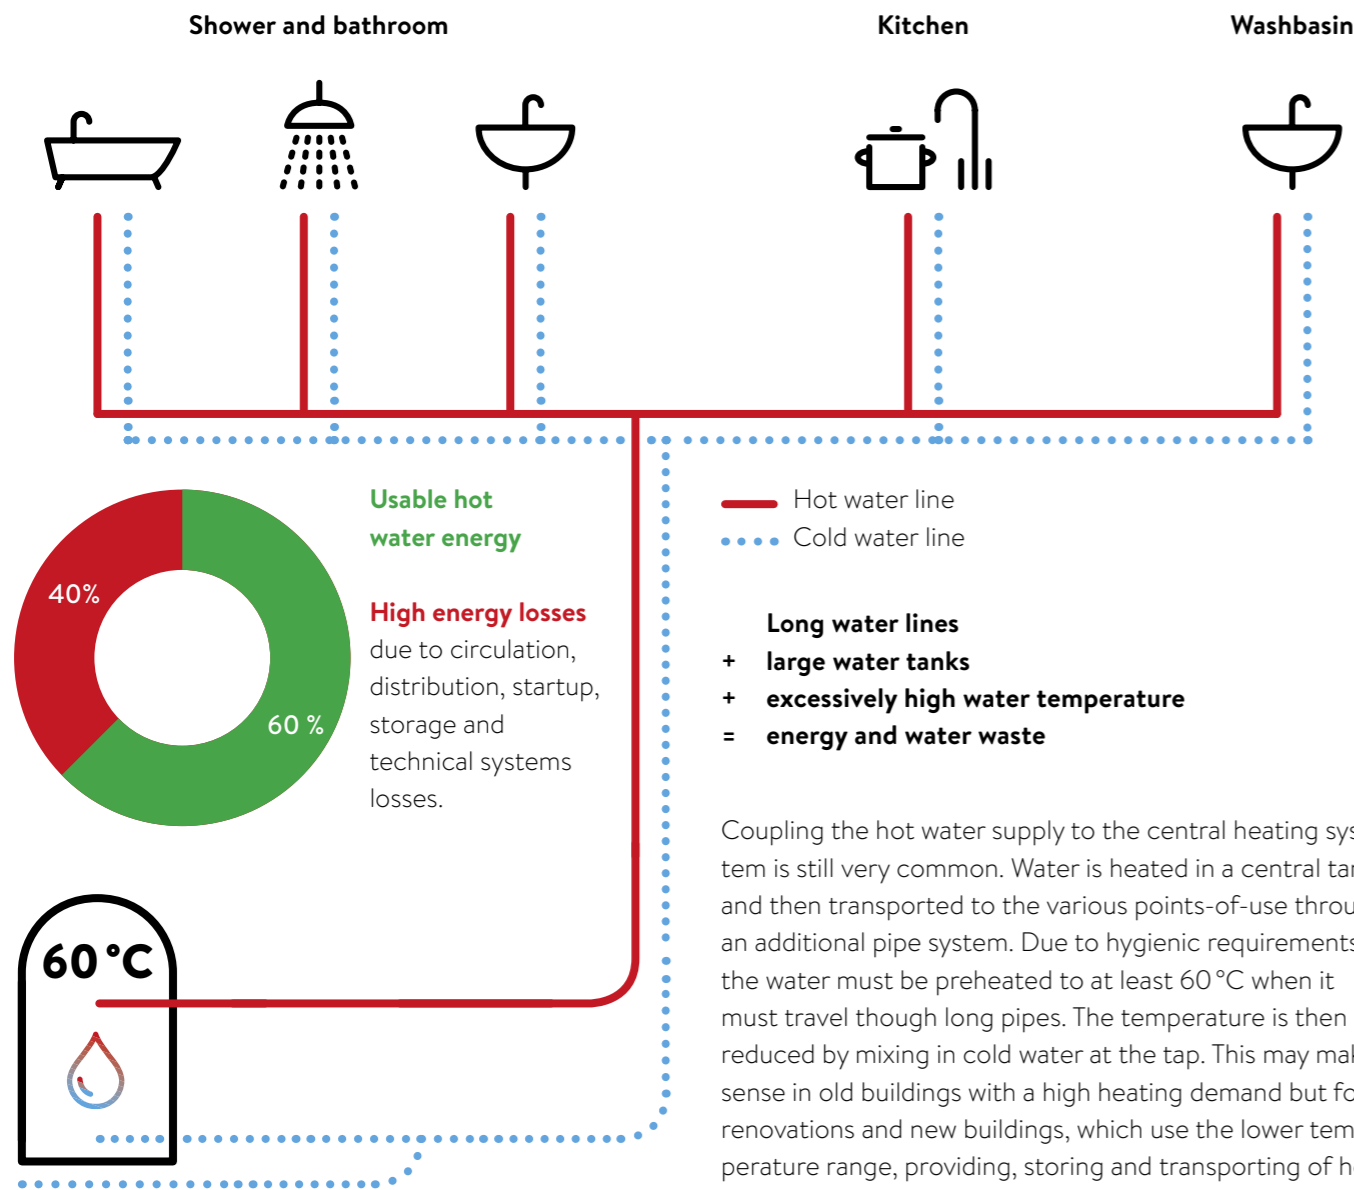 Shower and bathroom
Kitchen
Washbasin
Usable hot
water energy
40%
60 %
High energy losses
due to circulation,
distribution, startup,
storage and
technical systems
losses.
Hot water line
Cold water line
Long water lines
+ large water tanks
+ excessively high water temperature
= energy and water waste
60 °C
Coupling the hot water supply to the central heating sys
tem is still very common. Water is heated in a central tan
and then transported to the various points-of-use throu
an additional pipe system. Due to hygienic requirements
the water must be preheated to at least 60 °C when it
must travel though long pipes. The temperature is then
reduced by mixing in cold water at the tap. This may mak
sense in old buildings with a high heating demand but fo
renovations and new buildings, which use the lower tem
perature range, providing, storing and transporting of h